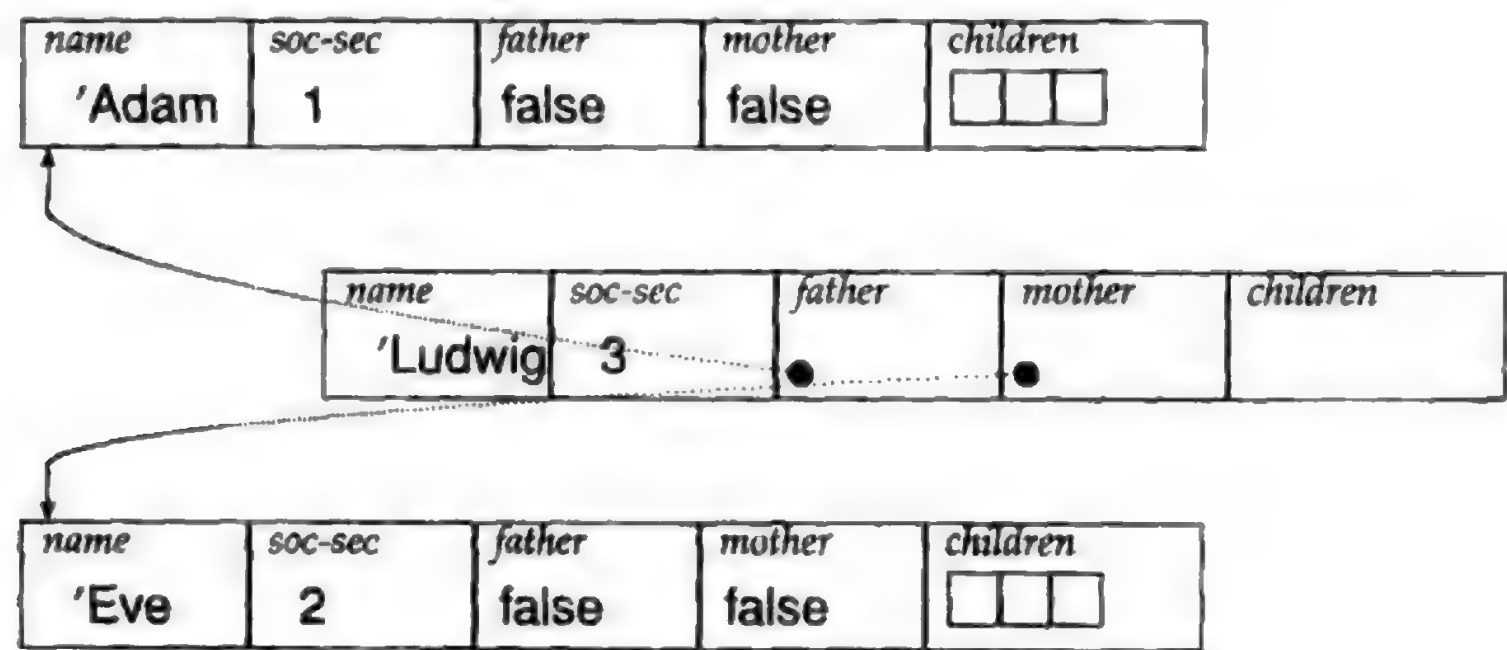 name soc-sec father mother children
'Adam 1 false false
name soc-sec father mother children
'Ludwig 3
name soc-sec father mother children
'Eve 2 false false